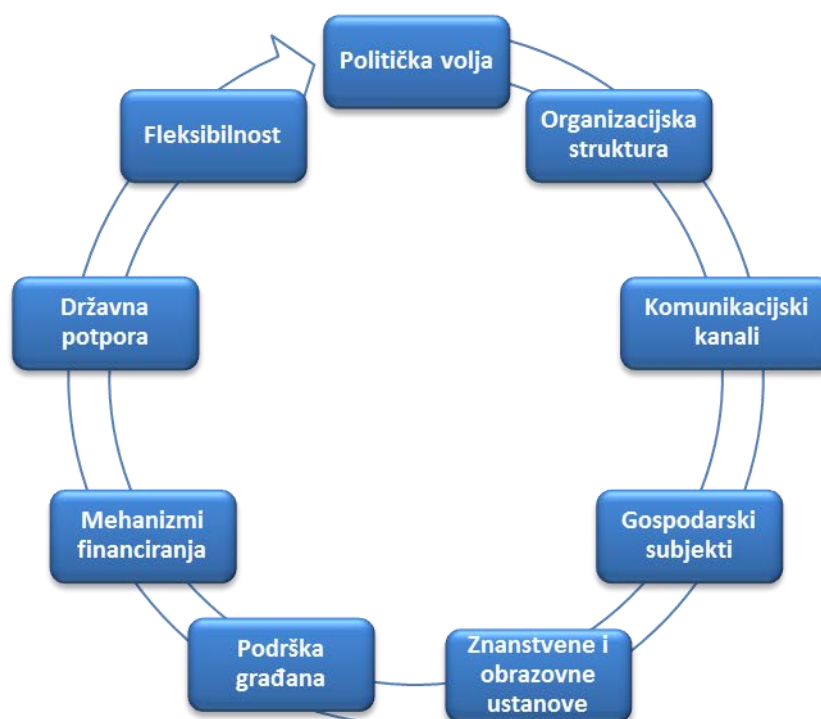 Politička volja
Organizacijska
struktura
Komunikacijski
kanali
Gospodarski
subjekti
Znanstvene i
obrazovne
ustanove
Podrška
građana
Mehanizmi
financiranja
Državna
potpora
Fleksibilnost